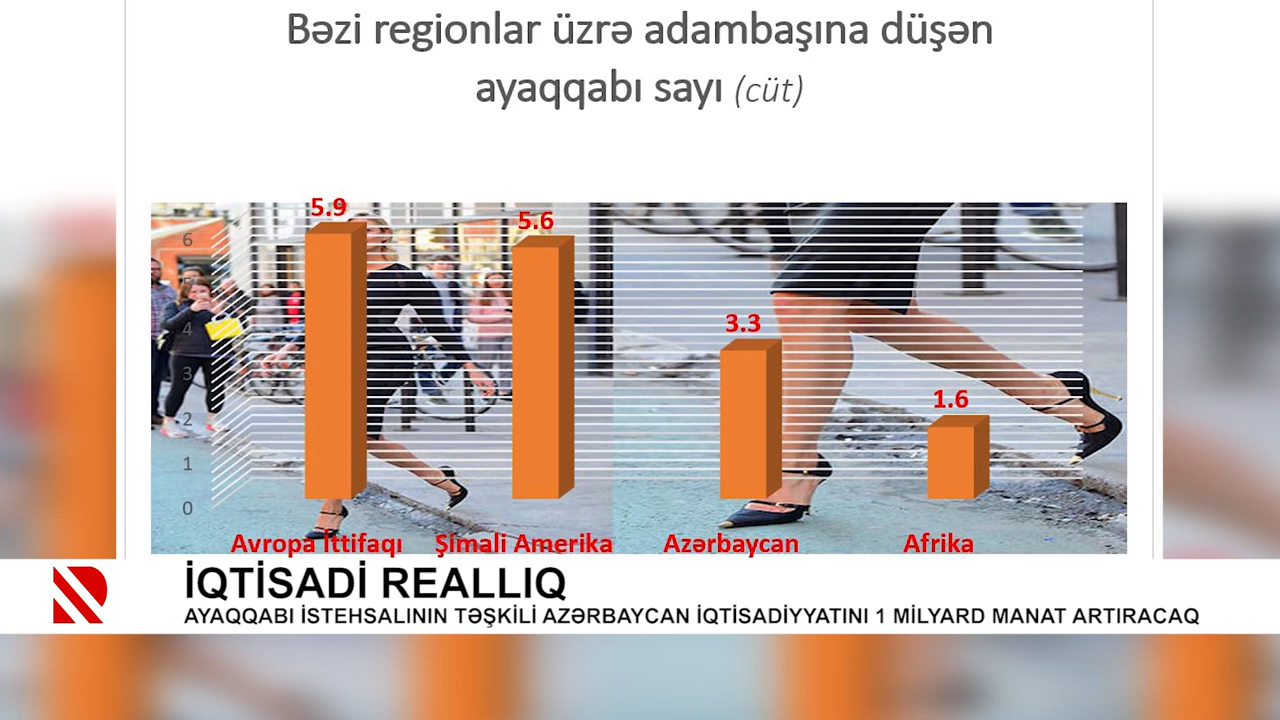 Bəzi regionlar üzrə adambaşına düşən
ayaqqabı sayı (cüt)
5.9
5.6
3.3
1.6
6
4
3
2
1
0
Avropa İttifaqı
Şimali Amerika
Azərbaycan
Afrika
İQTİSADİ REALLIQ
AYAQQABI İSTEHSALININ TƏŞKİLİ AZƏRBAYCAN İQTİSADİYYATINI 1 MİLYARD MANAT ARTIRACAQ